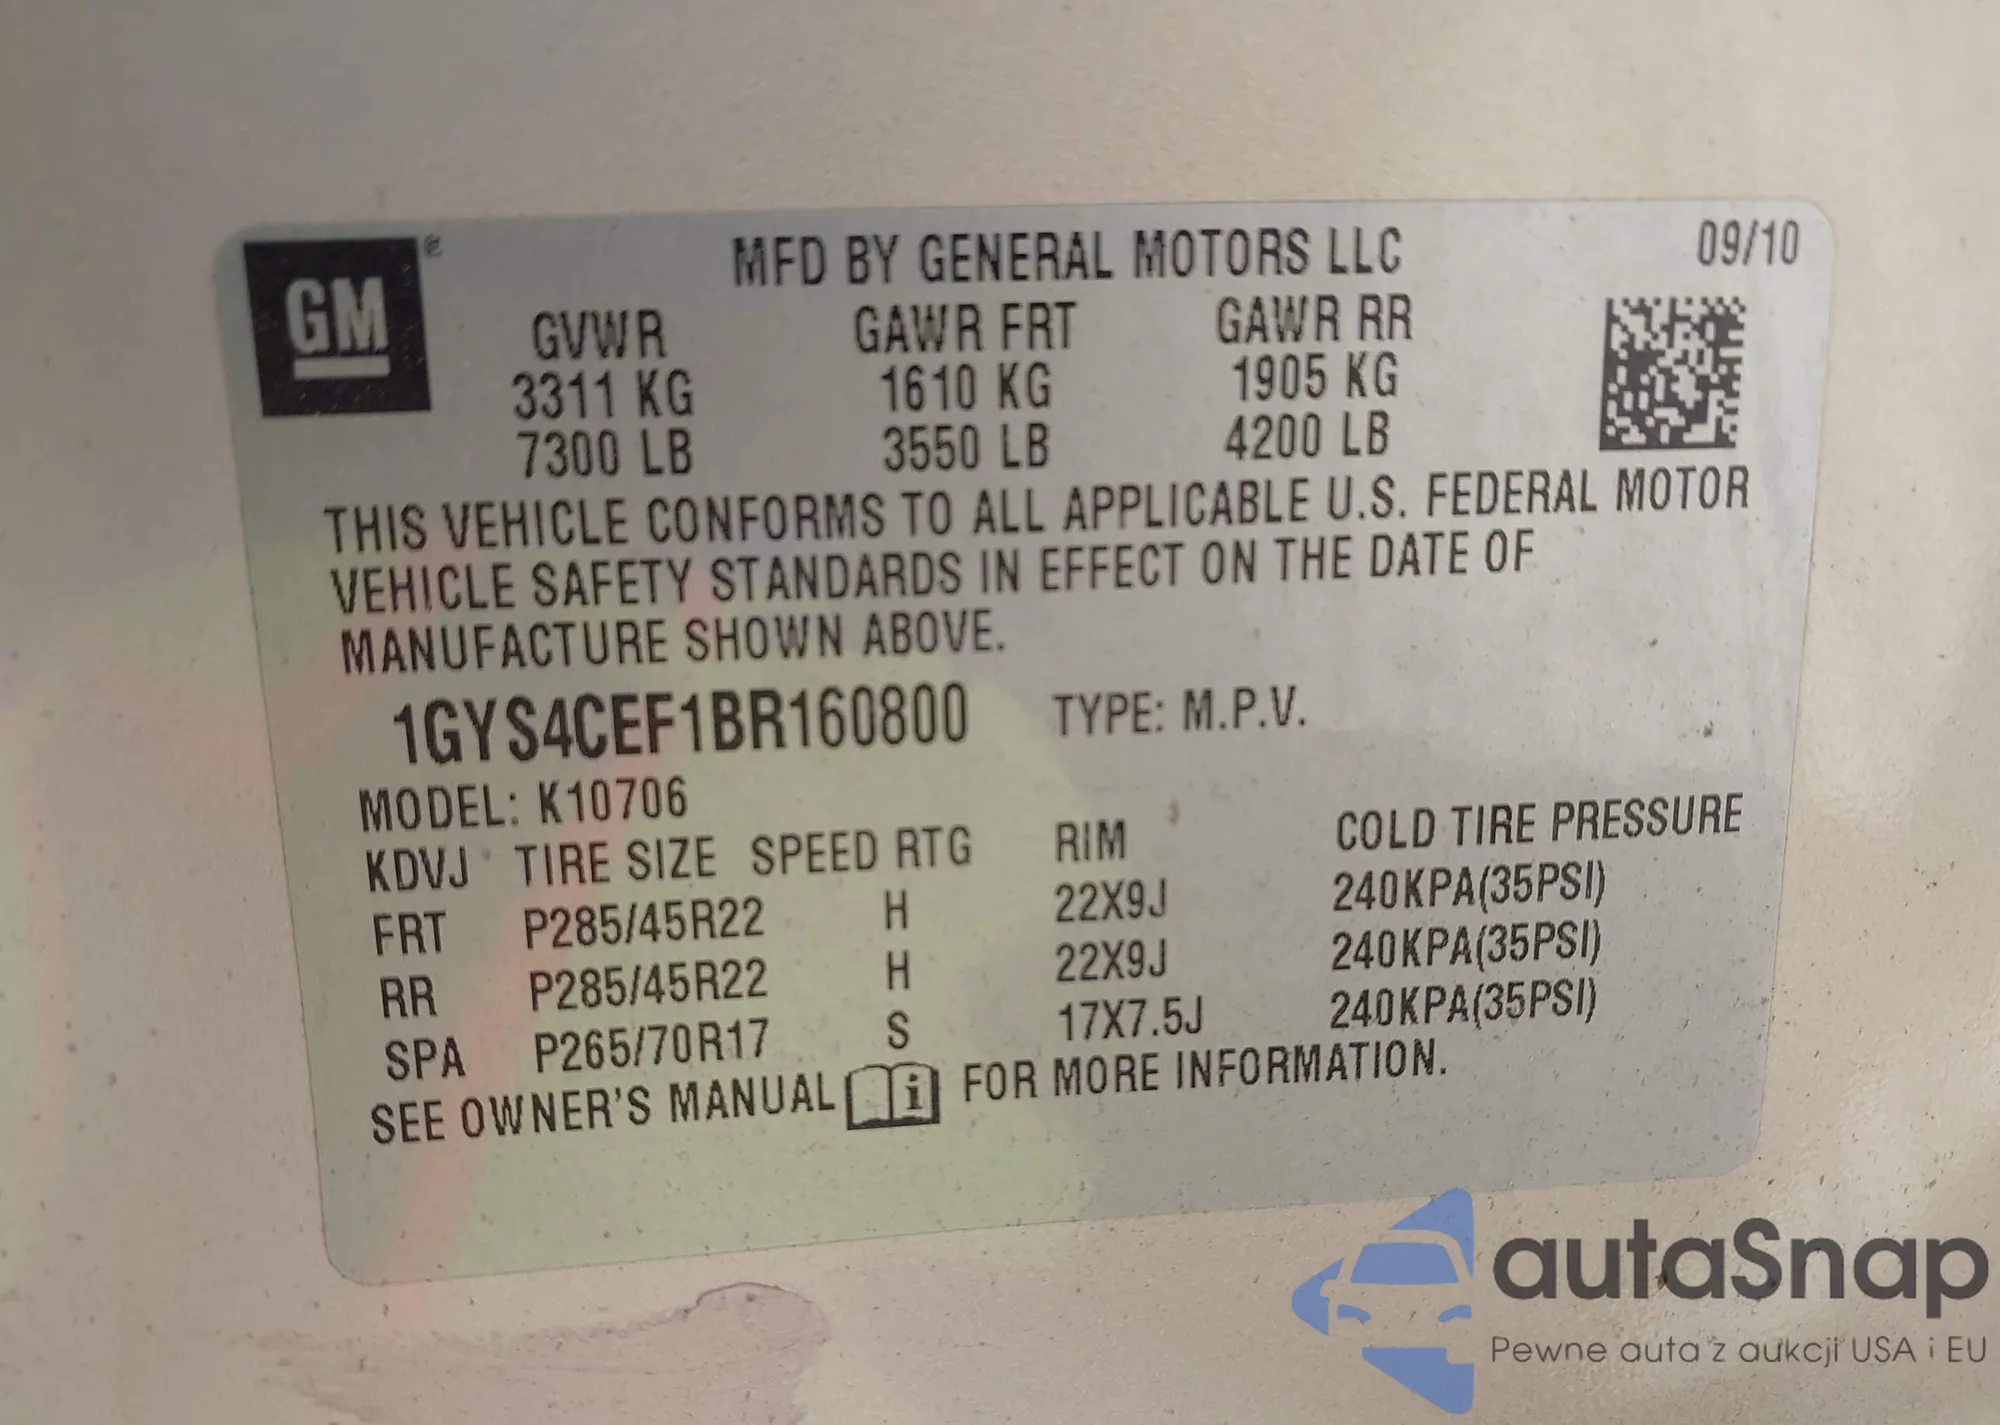 GM®
MFD BY GENERAL MOTORS LLC 09/10
GVWR GAWR FRT GAWR RR
3311 KG 1610 KG 1905 KG
7300 LB 3550 LB 4200 LB
THIS VEHICLE CONFORMS TO ALL APPLICABLE U.S. FEDERAL MOTOR
VEHICLE SAFETY STANDARDS IN EFFECT ON THE DATE OF
MANUFACTURE SHOWN ABOVE.
1GYS4CEF1BR160800 TYPE: M.P.V.
MODEL: K10706
KDVJ TIRE SIZE SPEED RTG RIM COLD TIRE PRESSURE
FRT P285/45R22 H 22X9J 240KPA(35PSI)
RR P285/45R22 H 22X9J 240KPA(35PSI)
SPA P265/70R17 S 17X7.5J 240KPA(35PSI)
SEE OWNER'S MANUAL i FOR MORE INFORMATION.
autaSnap
Pewne auta z aukcji USA i EU